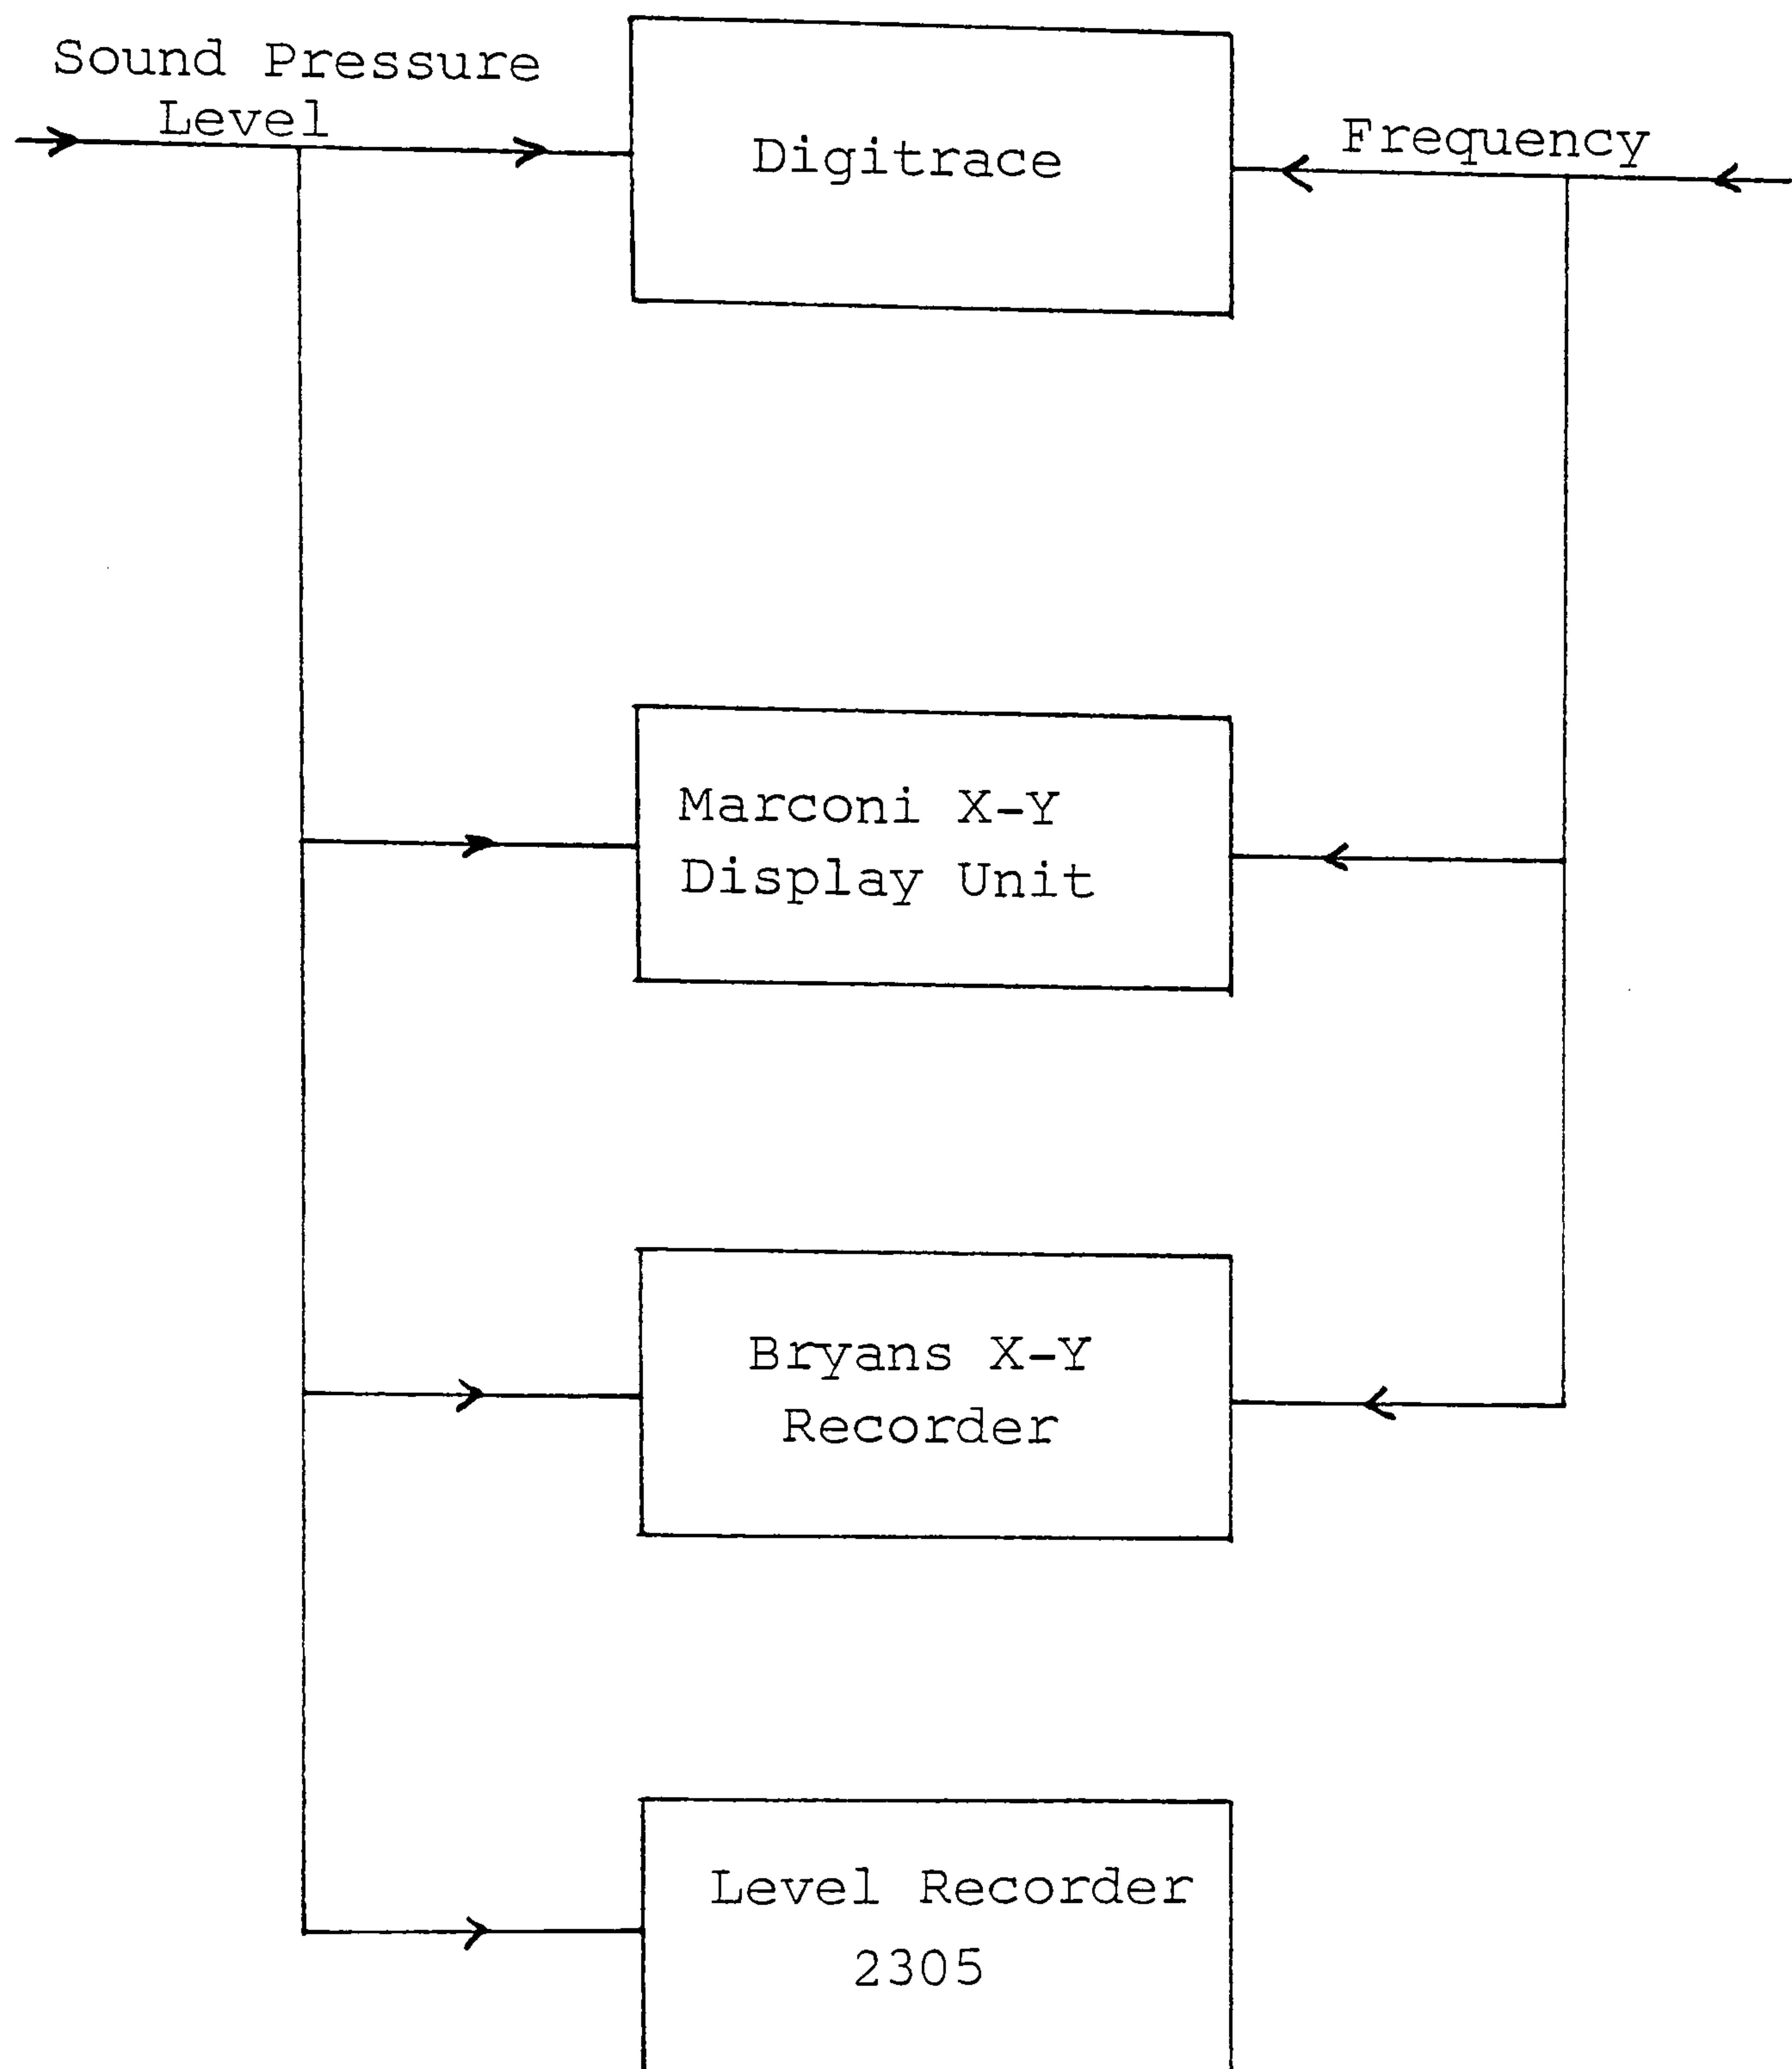 Sound Pressure
Level
Digitrace
Frequency
Marconi X-Y
Display Unit
Bryans X-Y
Recorder
Level Recorder
2305